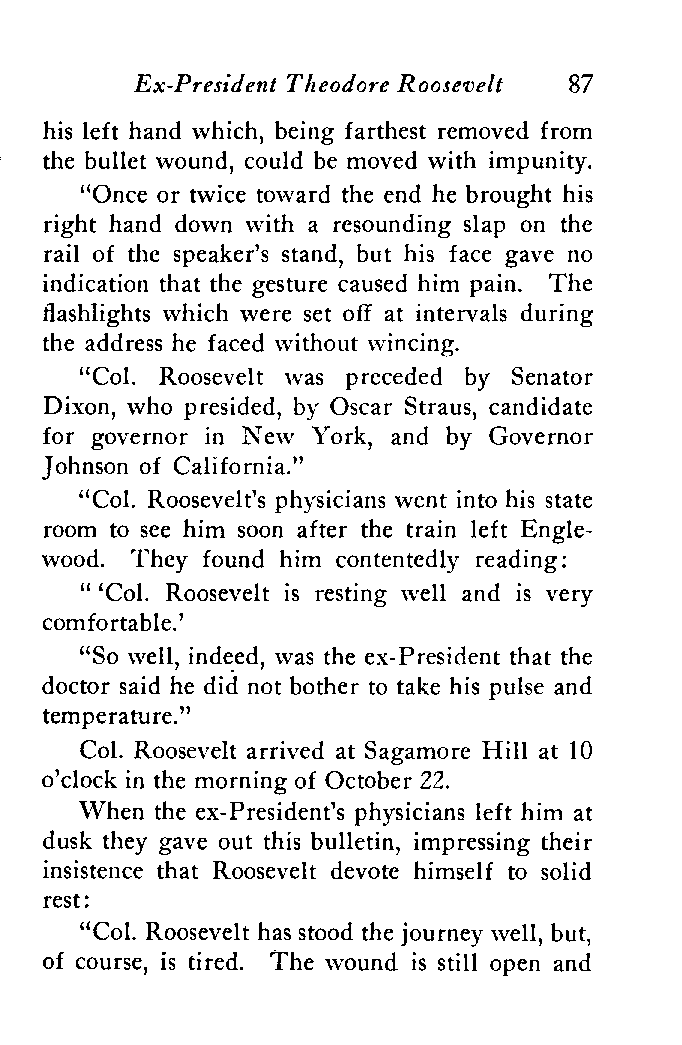 Ex-President Theodore Roosevelt 87
his left hand which, being farthest removed from
the bullet wound, could be moved with impunity.
“Once or twice toward the end he brought his
right hand down with a resounding slap on the
rail of the speaker’s stand, but his face gave no
indication that the gesture caused him pain. The
flashlights which were set off at intervals during
the address he faced without wincing.
“Col. Roosevelt was preceded by Senator
Dixon, who presided, by Oscar Straus, candidate
for governor in New York, and by Governor
Johnson of California.”
“Col. Roosevelt’s physicians went into his state
room to see him soon after the train left Engle-
wood. They found him contentedly reading:
“ ‘Col. Roosevelt is resting well and is very
comfortable.’
“So well, indeed, was the ex-President that the
doctor said he did not bother to take his pulse and
temperature.”
Col. Roosevelt arrived at Sagamore Hill at 10
o’clock in the morning of October 22.
When the ex-President’s physicians left him at
dusk they gave out this bulletin, impressing their
insistence that Roosevelt devote himself to solid
rest:
“Col. Roosevelt has stood the journey well, but,
of course, is tired. The wound is still open and